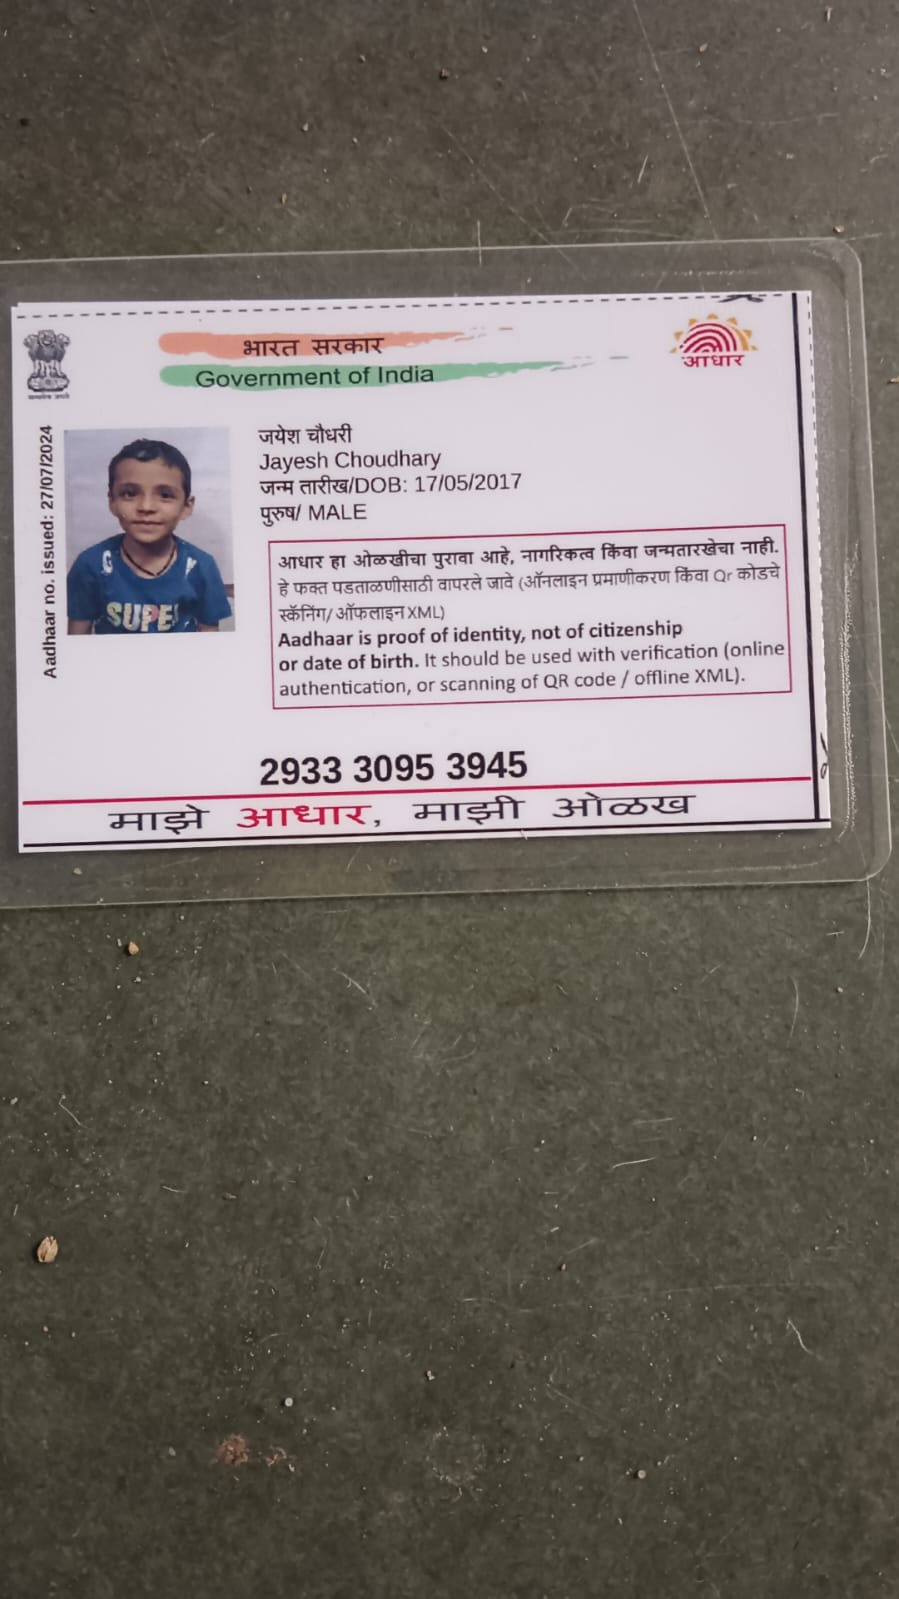 भारत सरकार
Government of India
आधार
Aadhaar no. issued: 27/07/2024
जयेश चौधरी
Jayesh Choudhary
जन्म तारीख/DOB: 17/05/2017
पुरुष/ MALE
SUPE
आधार हा ओळखीचा पुरावा आहे, नागरिकत्व किंवा जन्मतारखेचा नाही.
हे फक्त पडताळणीसाठी वापरले जावे (ऑनलाइन प्रमाणीकरण किंवा Qr कोडचे
स्कॅनिंग/ ऑफलाइन XML)
Aadhaar is proof of identity, not of citizenship
or date of birth. It should be used with verification (online
authentication, or scanning of QR code / offline XML).
2933 3095 3945
माझे आधार, माझी ओळख